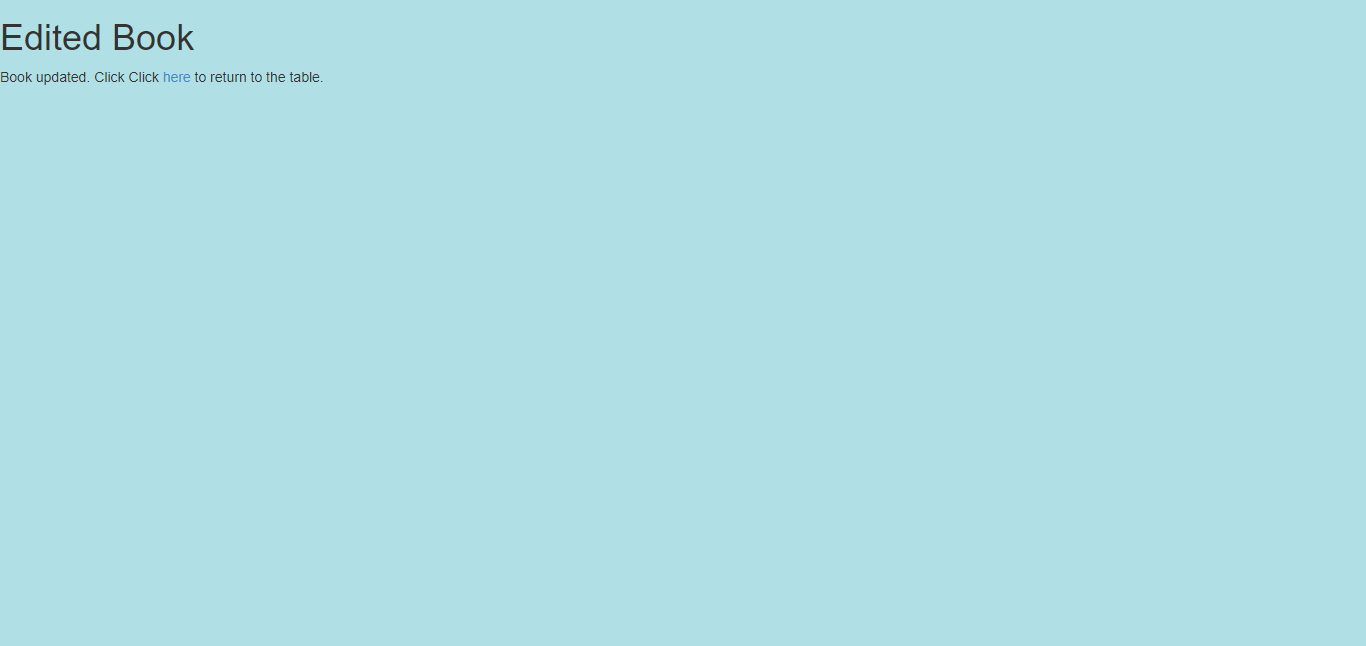 Edited Book
Book updated. Click Click here to return to the table.